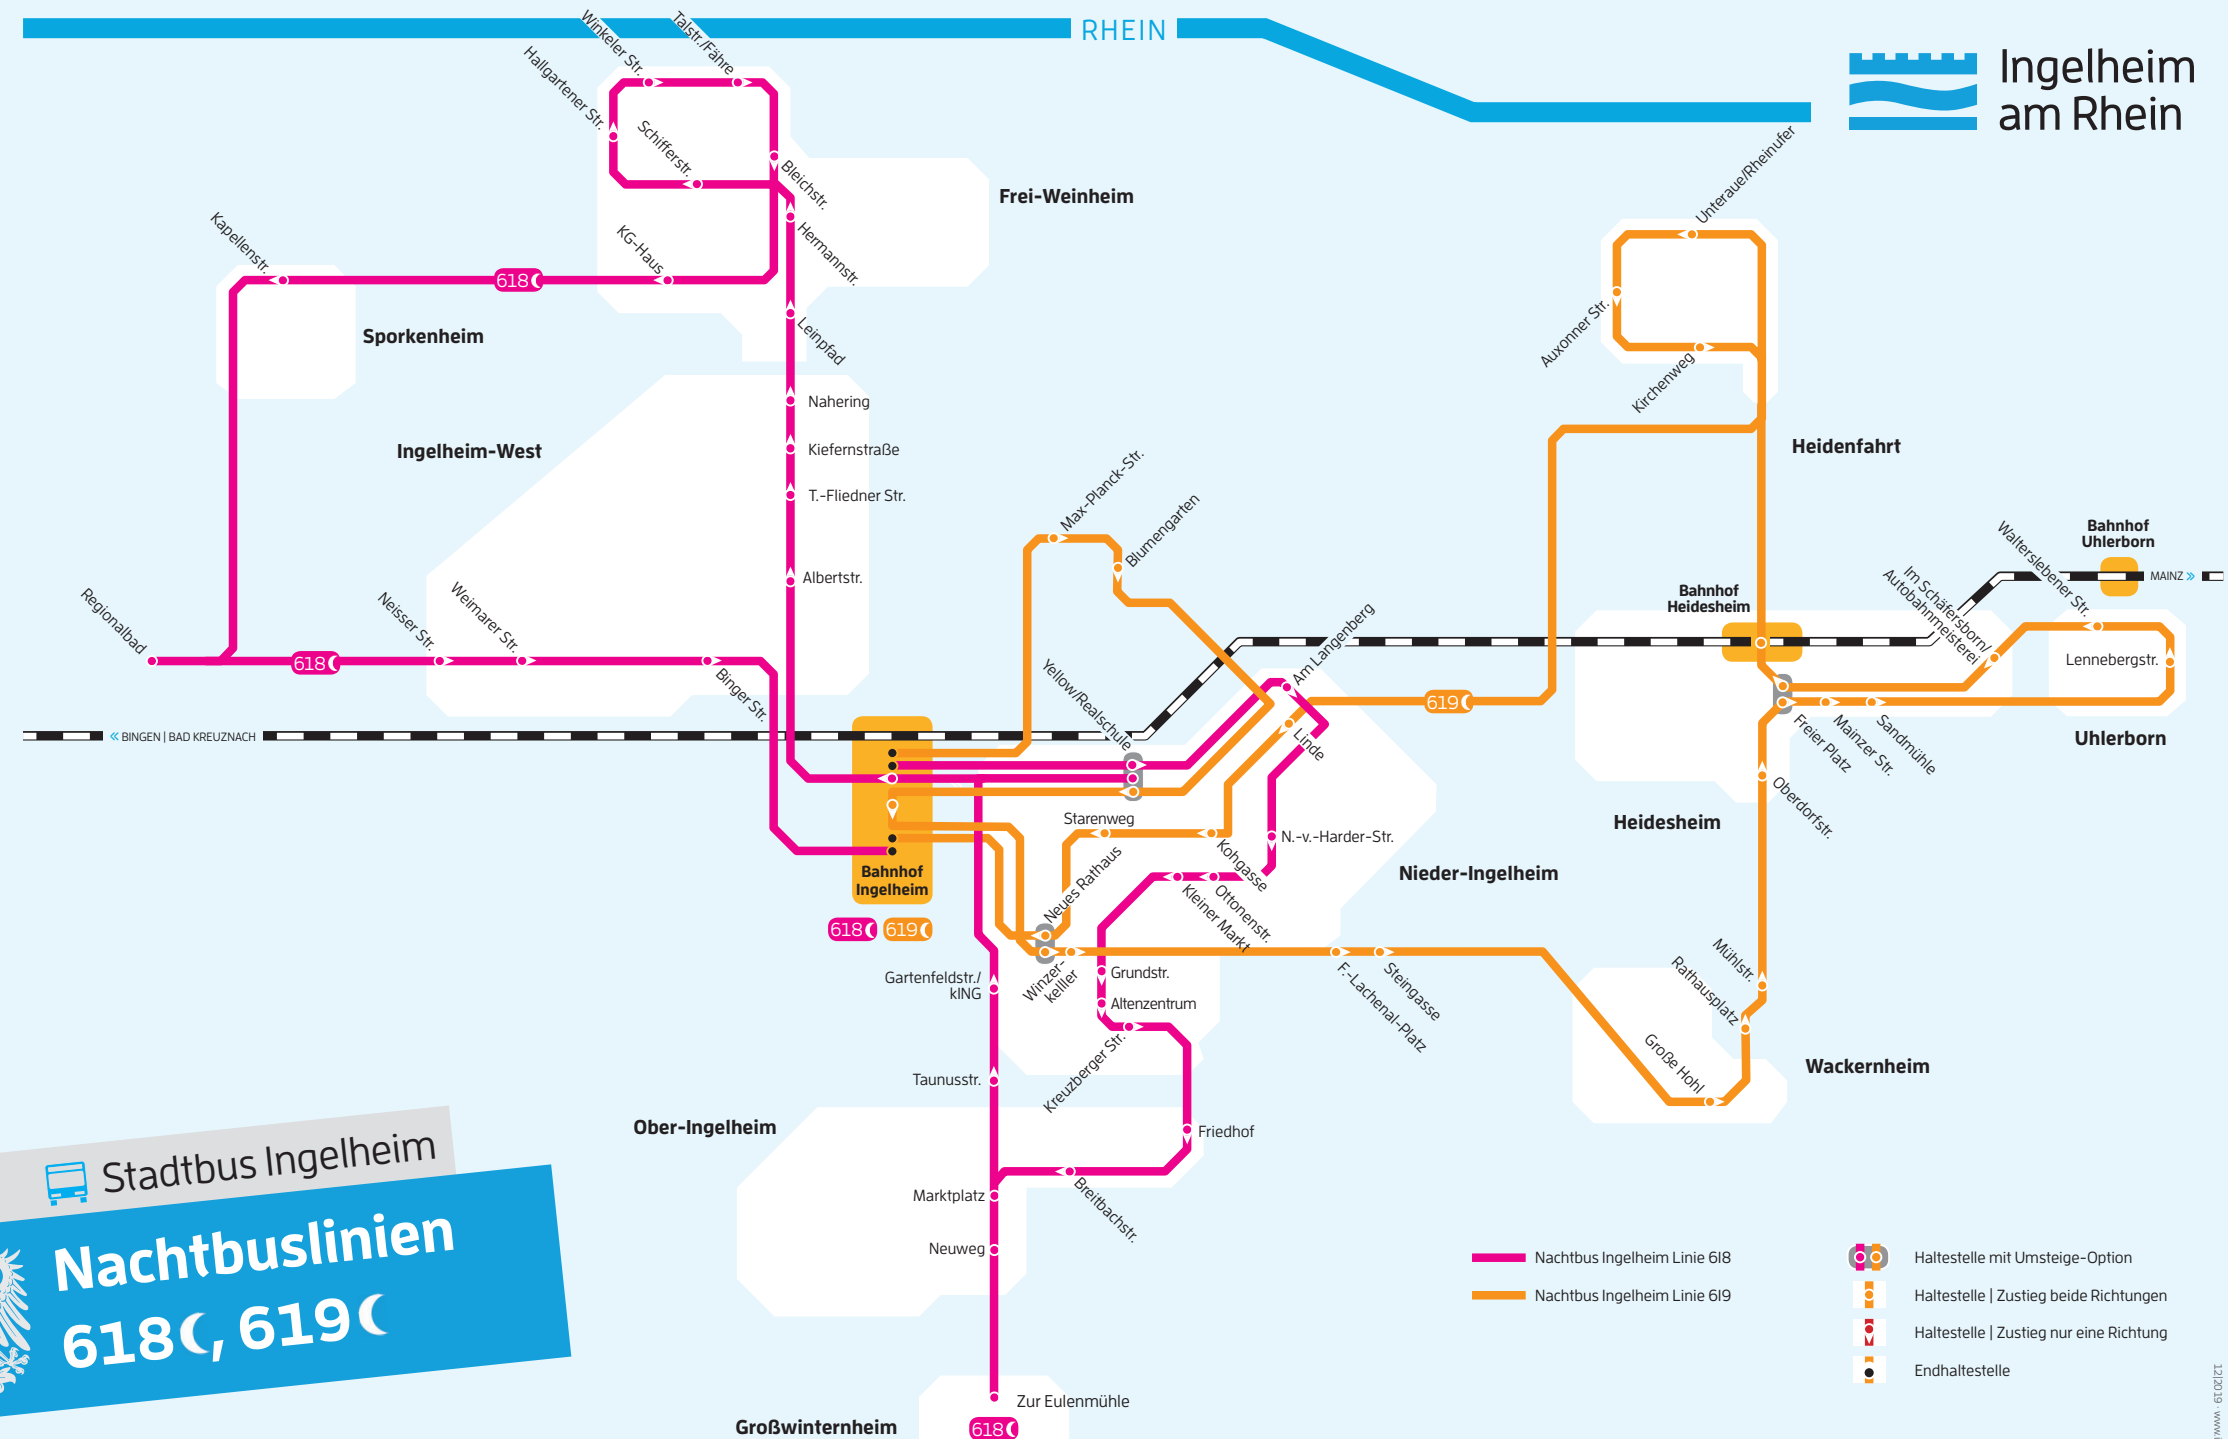 RHEIN
Ingelheim
am Rhein
Winkeler Str.
Talstr./Fähre
Hallgartener Str.
Schifferstr.
Bleichstr.
Frei-Weinheim
Kapellenstr.
618
KG-Haus
Hermannstr.
Leinpfad
Sporkenheim
Unteraue/Rheinufer
Auxonner Str.
Kirchenweg
Heidenfahrt
Nahering
Ingelheim-West
Kiefernstraße
T.-Fliedner Str.
Albertstr.
Max-Planck-Str.
Blumengarten
Regionalbad
618
Neisser Str.
Weimarer Str.
Binger Str.
Yellow/Realschule
Am Langenberg
Linde
619
Bahnhof
Heidesheim
Im Schäfersborn/
Autobahnmeisterei
Walterslebener Str.
Bahnhof
Uhlerborn
MAINZ »
Lennebergstr.
Uhlerborn
« BINGEN | BAD KREUZNACH
Freier Platz
Mainzer Str.
Sandmühle
Oberdorfstr.
Heidesheim
Starenweg
Kohgasse
N.-v.-Harder-Str.
Nieder-Ingelheim
Bahnhof
Ingelheim
618
619
Neues Rathaus
Kleiner Markt
Ottonenstr.
Gartenfeldstr./
kING
Winzer-
kelller
Grundstr.
Altenzentrum
Kreuzberger Str.
F.-Lachenal-Platz
Steingasse
Mühlstr.
Rathausplatz
Große Hohl
Wackernheim
Taunusstr.
Ober-Ingelheim
Friedhof
Marktplatz
Breitbachstr.
Neuweg
Zur Eulenmühle
Großwinternheim
618
Stadtbus Ingelheim
Nachtbuslinien
618, 619
Nachtbus Ingelheim Linie 618
Nachtbus Ingelheim Linie 619
Haltestelle mit Umsteige-Option
Haltestelle | Zustieg beide Richtungen
Haltestelle | Zustieg nur eine Richtung
Endhaltestelle
12|2019 · www.i